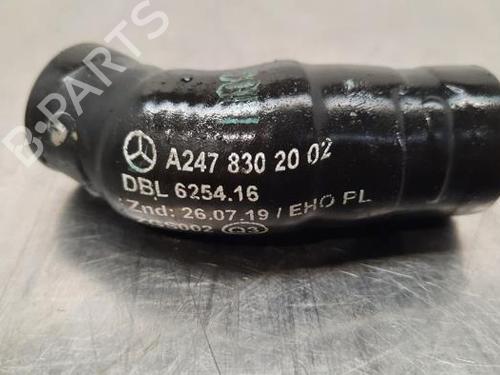 B-PARTS
A247 830 20 02
DBL 6254.16
Znd: 26.07.19 / EHO PL